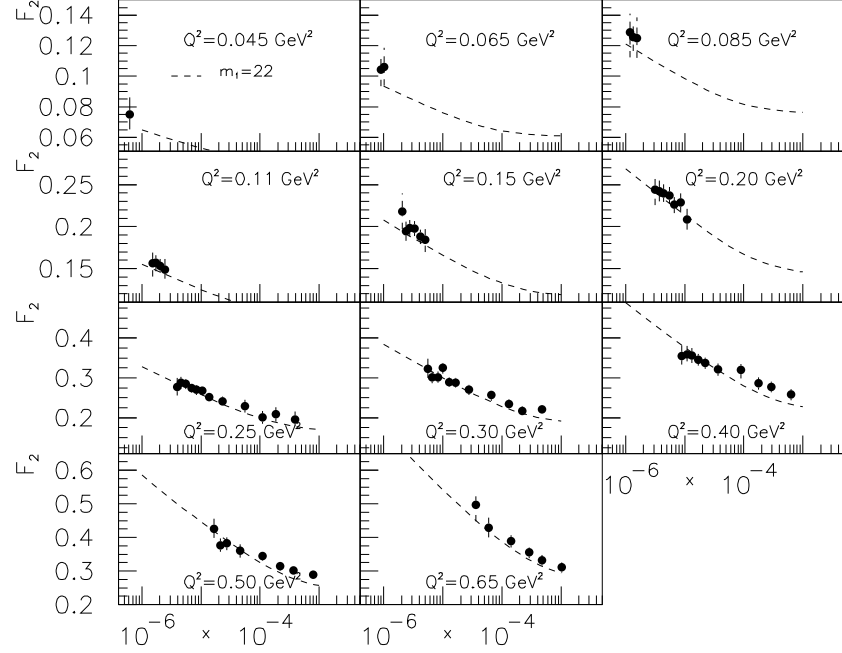 F₂
0.14
0.12
0.1
0.08
0.06
Q²=0.045 GeV²
m_f=22
Q²=0.065 GeV²
Q²=0.085 GeV²
F₂
0.25
0.2
0.15
Q²=0.11 GeV²
Q²=0.15 GeV²
Q²=0.20 GeV²
F₂
0.4
0.3
0.2
Q²=0.25 GeV²
Q²=0.30 GeV²
Q²=0.40 GeV²
F₂
0.6
0.5
0.4
0.3
0.2
Q²=0.50 GeV²
Q²=0.65 GeV²
10⁻⁶ x 10⁻⁴
10⁻⁶ x 10⁻⁴
10⁻⁶ x 10⁻⁴